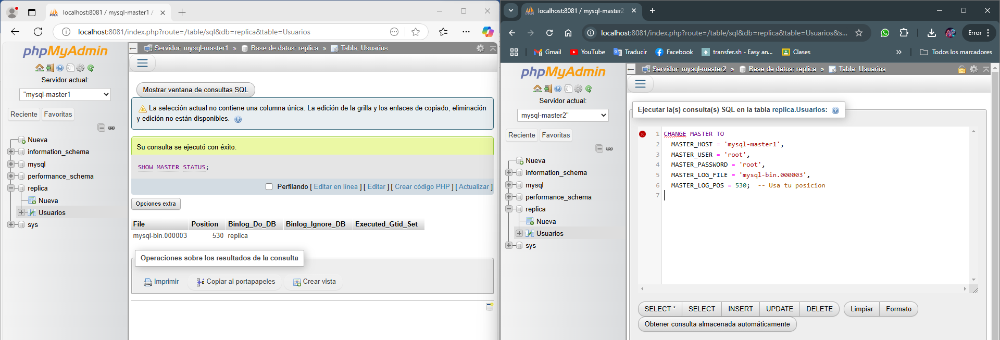 localhost:8081 / mysql-master1 /
localhost:8081/index.php?route=/table/sql&db=replica&table=Usuarios
phpMyAdmin
Servidor actual:
"mysql-master1
Reciente
Favoritas
Nueva
information_schema
mysql
performance_schema
replica
Nueva
Usuarios
sys
Servidor: mysql-master1 » Base de datos: replica » Tabla: Usuarios
Mostrar ventana de consultas SQL
La selección actual no contiene una columna única. La edición de la grilla y los enlaces de copiado, eliminación
y edición no están disponibles.
Su consulta se ejecutó con éxito.
SHOW MASTER STATUS;
Perfilando [ Editar en línea ] [ Editar ] [ Crear código PHP ] [ Actualizar ]
Opciones extra
File Position Binlog_Do_DB Binlog_Ignore_DB Executed_Gtid_Set
mysql-bin.000003 530 replica
Operaciones sobre los resultados de la consulta
Imprimir Copiar al portapapeles Crear vista
localhost:8081 / mysql-master2
localhost:8081/index.php?route=/table/sql&db=replica&table=Usuarios&s...
Error
Gmail YouTube Traducir Facebook transfer.sh - Easy an... Clases » Todos los marcadores
phpMyAdmin
Servidor actual:
mysql-master2"
Reciente
Favoritas
Nueva
information_schema
mysql
performance_schema
replica
Nueva
Usuarios
sys
Servidor: mysql-master2 » Base de datos: replica » Tabla: Usuarios
Ejecutar la(s) consulta(s) SQL en la tabla replica.Usuarios:
1 CHANGE MASTER TO
2 MASTER_HOST = 'mysql-master1',
3 MASTER_USER = 'root',
4 MASTER_PASSWORD = 'root',
5 MASTER_LOG_FILE = 'mysql-bin.000003',
6 MASTER_LOG_POS = 530; -- Usa tu posicion
7
SELECT * SELECT INSERT UPDATE DELETE Limpiar Formato
Obtener consulta almacenada automáticamente